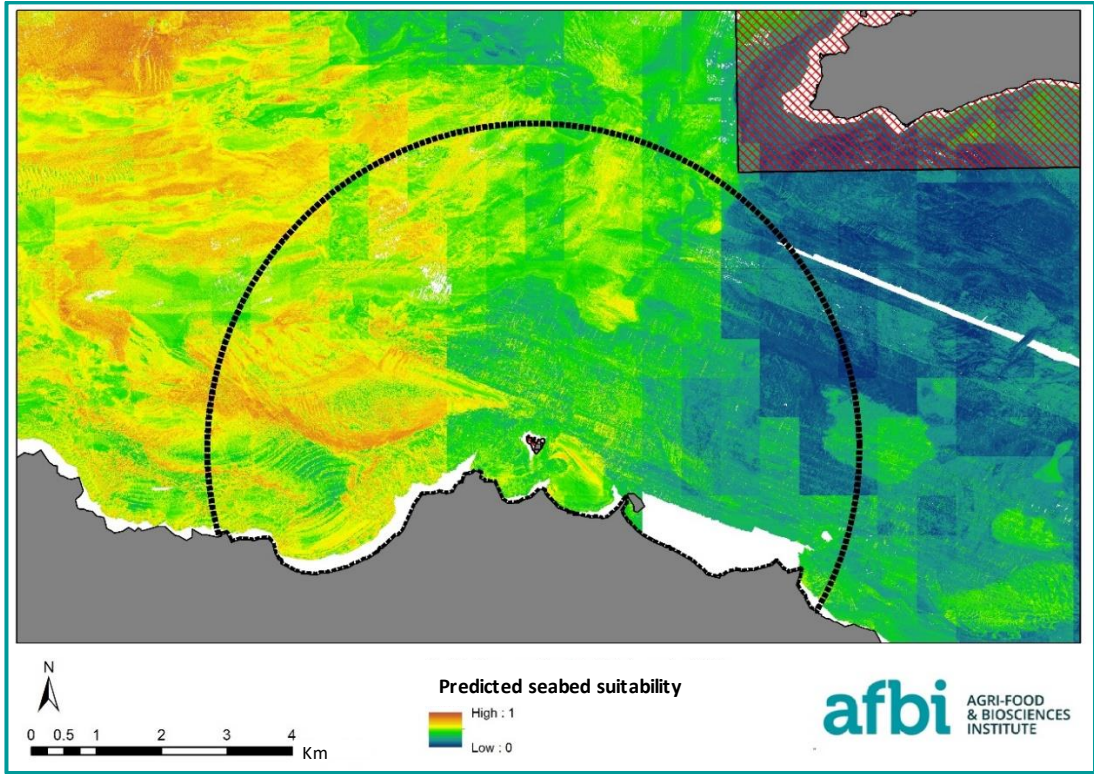 N
0 0.5 1 2 3 4
Km
Predicted seabed suitability
High : 1
Low : 0
afbi AGRI-FOOD
& BIOSCIENCES
INSTITUTE